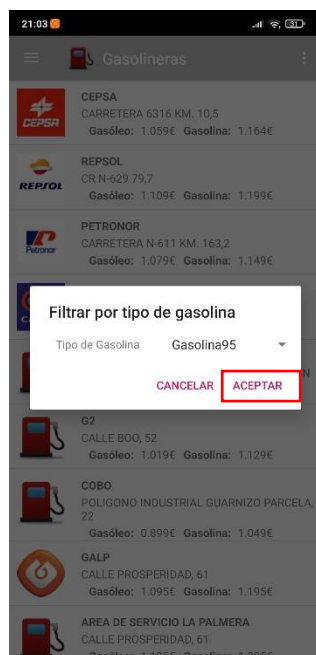 21:03
31
Gasolineras
CEPSA
CARRETERA 6316 KM. 10,5
Gasóleo: 1.059€ Gasolina: 1.164€
CEPSA
REPSOL
CR N-629 79,7
Gasóleo: 1.109€ Gasolina: 1.199€
REPSOL
PETRONOR
CARRETERA N-611 KM. 163,2
Gasóleo: 1.079€ Gasolina: 1.149€
Petronor
Filtrar por tipo de gasolina
Tipo de Gasolina Gasolina95
CANCELAR ACEPTAR
G2
CALLE BOO, 52
Gasóleo: 1.019€ Gasolina: 1.129€
COBO
POLIGONO INDUSTRIAL GUARNIZO PARCELA,
22
Gasóleo: 0.899€ Gasolina: 1.049€
GALP
CALLE PROSPERIDAD, 61
Gasóleo: 1.095€ Gasolina: 1.195€
AREA DE SERVICIO LA PALMERA
CALLE PROSPERIDAD, 61